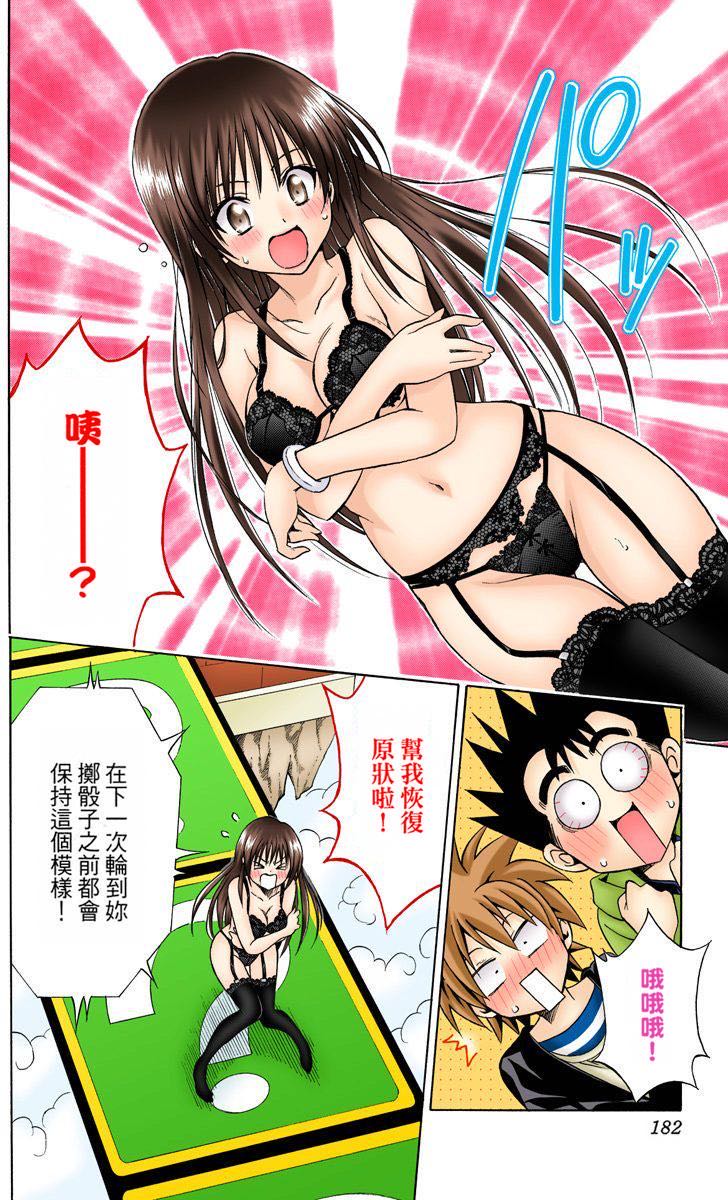 パッ
咦——？
哦哦哦！
幫我恢復
原狀啦！
在下一次輪到妳
擲骰子之前都會
保持這個模樣！
182